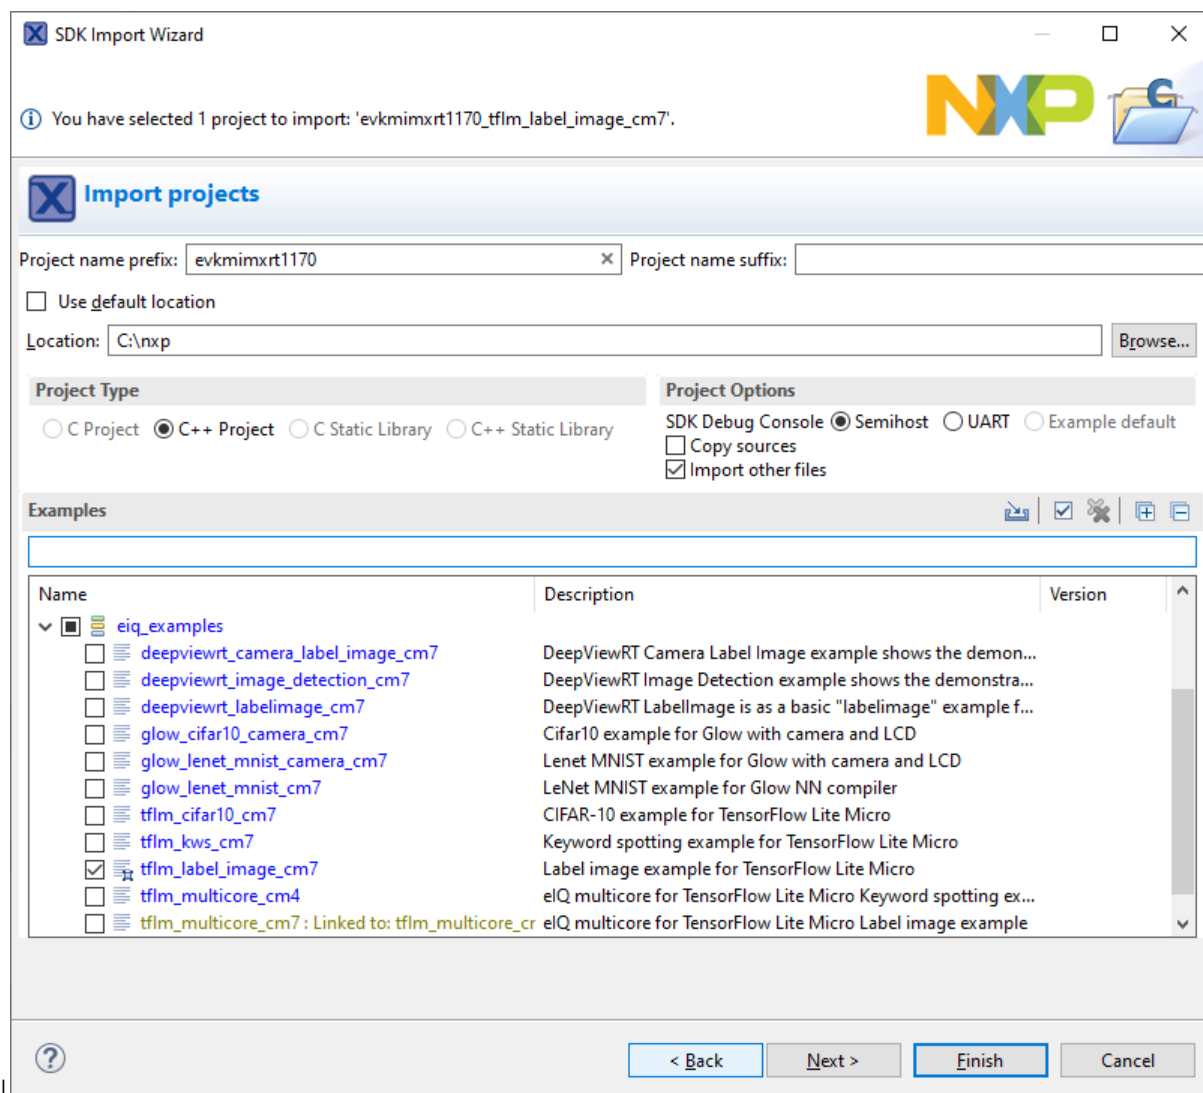 SDK Import Wizard
You have selected 1 project to import: 'evkmimxrt1170_tflm_label_image_cm7'.
NXP
Import projects
Project name prefix: evkmimxrt1170 Project name suffix:
Use default location
Location: C:\nxp Browse...
Project Type Project Options
C Project C++ Project C Static Library C++ Static Library SDK Debug Console Semihost UART Example default
Copy sources
Import other files
Examples
Name Description Version
eiq_examples
deepviewrt_camera_label_image_cm7 DeepViewRT Camera Label Image example shows the demon...
deepviewrt_image_detection_cm7 DeepViewRT Image Detection example shows the demonstra...
deepviewrt_labelimage_cm7 DeepViewRT LabelImage is as a basic "labelimage" example f...
glow_cifar10_camera_cm7 Cifar10 example for Glow with camera and LCD
glow_lenet_mnist_camera_cm7 Lenet MNIST example for Glow with camera and LCD
glow_lenet_mnist_cm7 LeNet MNIST example for Glow NN compiler
tflm_cifar10_cm7 CIFAR-10 example for TensorFlow Lite Micro
tflm_kws_cm7 Keyword spotting example for TensorFlow Lite Micro
tflm_label_image_cm7 Label image example for TensorFlow Lite Micro
tflm_multicore_cm4 eIQ multicore for TensorFlow Lite Micro Keyword spotting ex...
tflm_multicore_cm7 : Linked to: tflm_multicore_cr eIQ multicore for TensorFlow Lite Micro Label image example
< Back Next > Finish Cancel